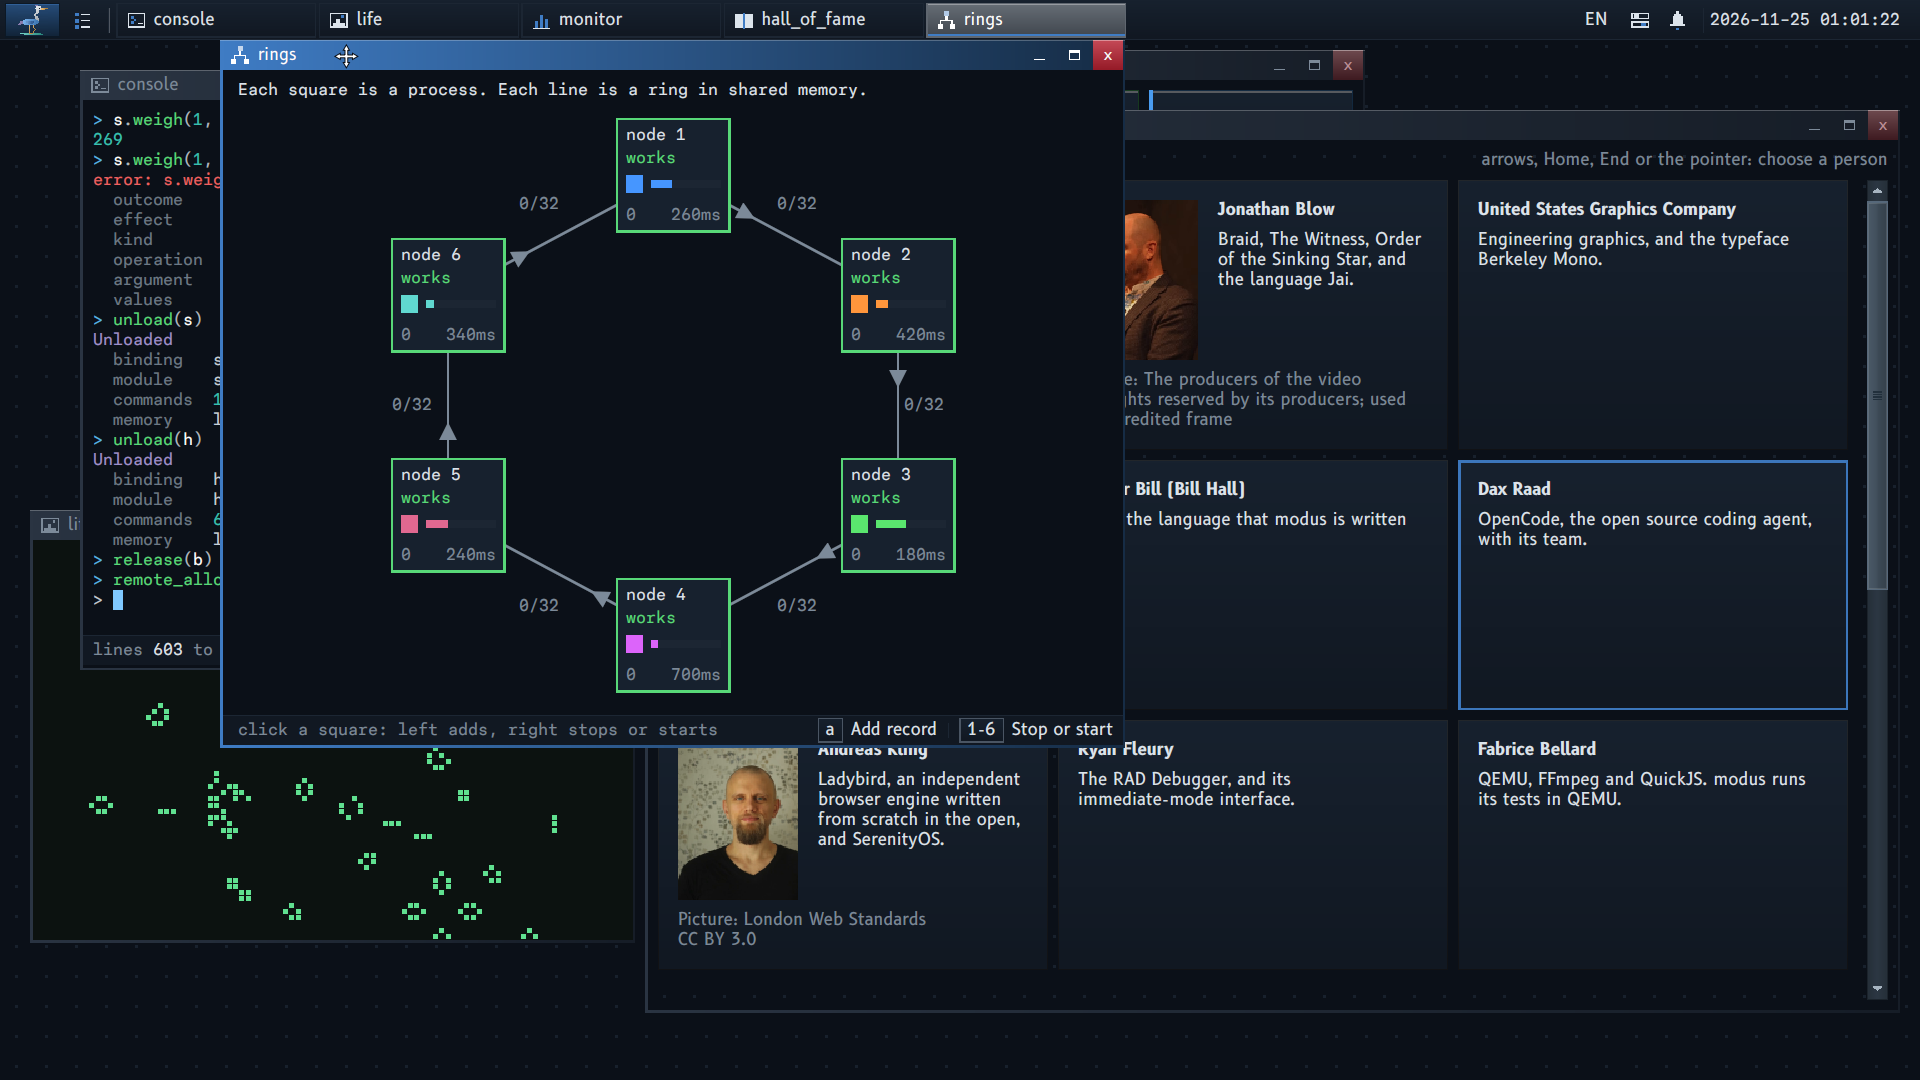 console
life
monitor
hall_of_fame
rings
EN
2026-11-25 01:01:22
rings
Each square is a process. Each line is a ring in shared memory.
node 1
works
0 260ms
node 2
works
0 420ms
node 3
works
0 180ms
node 4
works
0 700ms
node 5
works
0 240ms
node 6
works
0 340ms
0/32
0/32
0/32
0/32
0/32
0/32
click a square: left adds, right stops or starts
a Add record
1-6 Stop or start
console
> s.weigh(1,
269
> s.weigh(1,
error: s.weig
outcome
effect
kind
operation
argument
values
> unload(s)
Unloaded
binding s
module s
commands 1
memory
> unload(h)
Unloaded
binding h
module h
commands 6
memory
> release(b)
> remote_allo
>
lines 603 to
li
arrows, Home, End or the pointer: choose a person
Jonathan Blow
Braid, The Witness, Order
of the Sinking Star, and
the language Jai.
e: The producers of the video
hts reserved by its producers; used
redited frame
United States Graphics Company
Engineering graphics, and the typeface
Berkeley Mono.
r Bill (Bill Hall)
the language that modus is written
Dax Raad
OpenCode, the open source coding agent,
with its team.
Andreas Kling
Ladybird, an independent
browser engine written
from scratch in the open,
and SerenityOS.
Picture: London Web Standards
CC BY 3.0
Ryan Fleury
The RAD Debugger, and its
immediate-mode interface.
Fabrice Bellard
QEMU, FFmpeg and QuickJS. modus runs
its tests in QEMU.